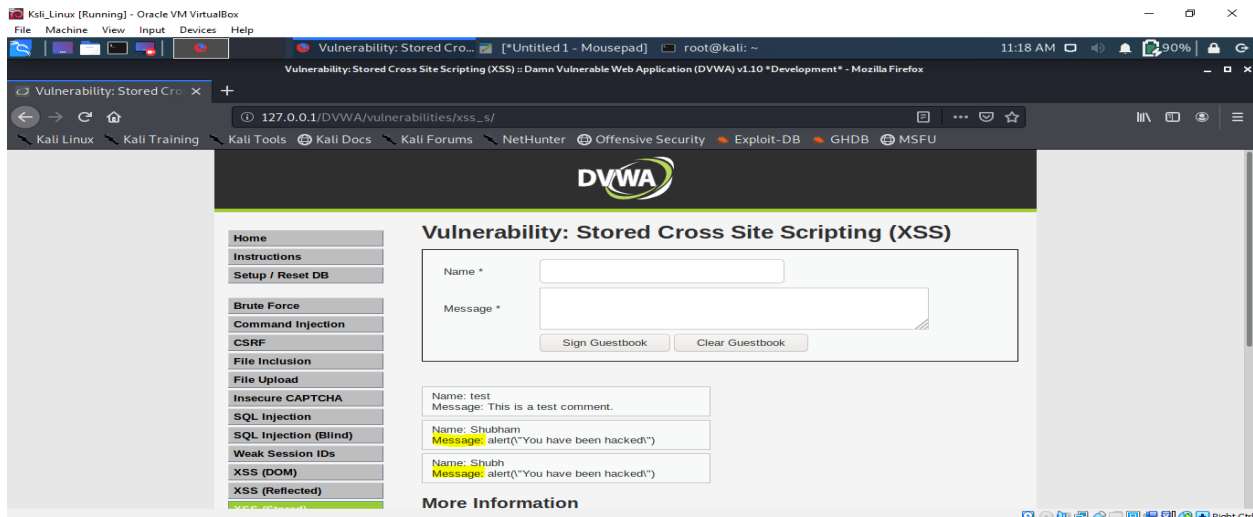 Ksli_Linux [Running] - Oracle VM VirtualBox
File Machine View Input Devices Help
Vulnerability: Stored Cro... [*Untitled 1 - Mousepad] root@kali: ~ 11:18 AM 90%
Vulnerability: Stored Cross Site Scripting (XSS) :: Damn Vulnerable Web Application (DVWA) v1.10 *Development* - Mozilla Firefox
Vulnerability: Stored Cro
127.0.0.1/DVWA/vulnerabilities/xss_s/
Kali Linux Kali Training Kali Tools Kali Docs Kali Forums NetHunter Offensive Security Exploit-DB GHDB MSFU
DVWA
Home
Instructions
Setup / Reset DB
Brute Force
Command Injection
CSRF
File Inclusion
File Upload
Insecure CAPTCHA
SQL Injection
SQL Injection (Blind)
Weak Session IDs
XSS (DOM)
XSS (Reflected)
XSS (Stored)
Vulnerability: Stored Cross Site Scripting (XSS)
Name *
Message *
Sign Guestbook Clear Guestbook
Name: test
Message: This is a test comment.
Name: Shubham
Message: alert(\"You have been hacked\")
Name: Shubh
Message: alert(\"You have been hacked\")
More Information
Right Ctrl